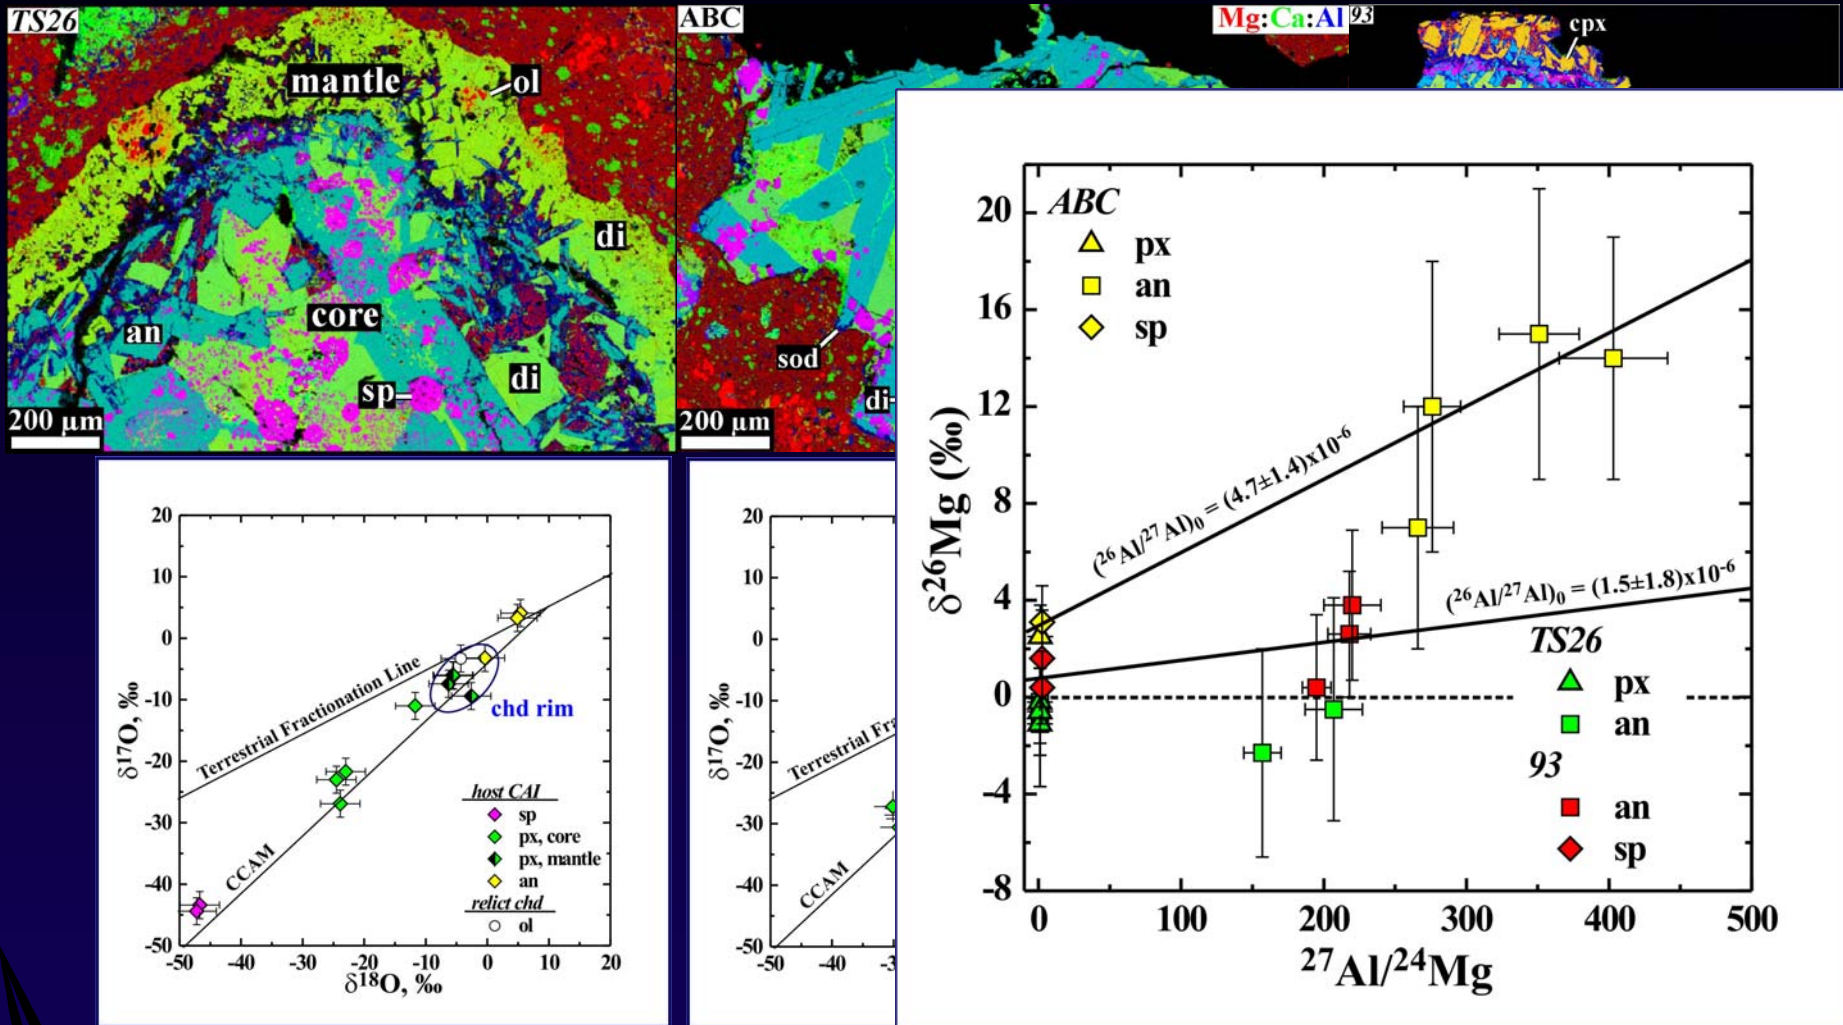 TS26
mantle
ol
di
an
core
sp
di
200 µm
ABC
Mg:Ca:Al
sod
di
200 µm
93
cpx
20
10
0
-10
-20
-30
-40
-50
δ17O, ‰
-50 -40 -30 -20 -10 0 10 20
δ18O, ‰
Terrestrial Fractionation Line
CCAM
chd rim
host CAI
sp
px, core
px, mantle
an
relict chd
ol
20
10
0
-10
-20
-30
-40
-50
δ17O, ‰
-50 -40 -3
Terrestrial Fra
CCAM
20
16
12
8
4
0
-4
-8
δ26Mg (‰)
0 100 200 300 400 500
27Al/24Mg
ABC
px
an
sp
(26Al/27Al)0 = (4.7±1.4)x10-6
(26Al/27Al)0 = (1.5±1.8)x10-6
TS26
px
an
93
an
sp